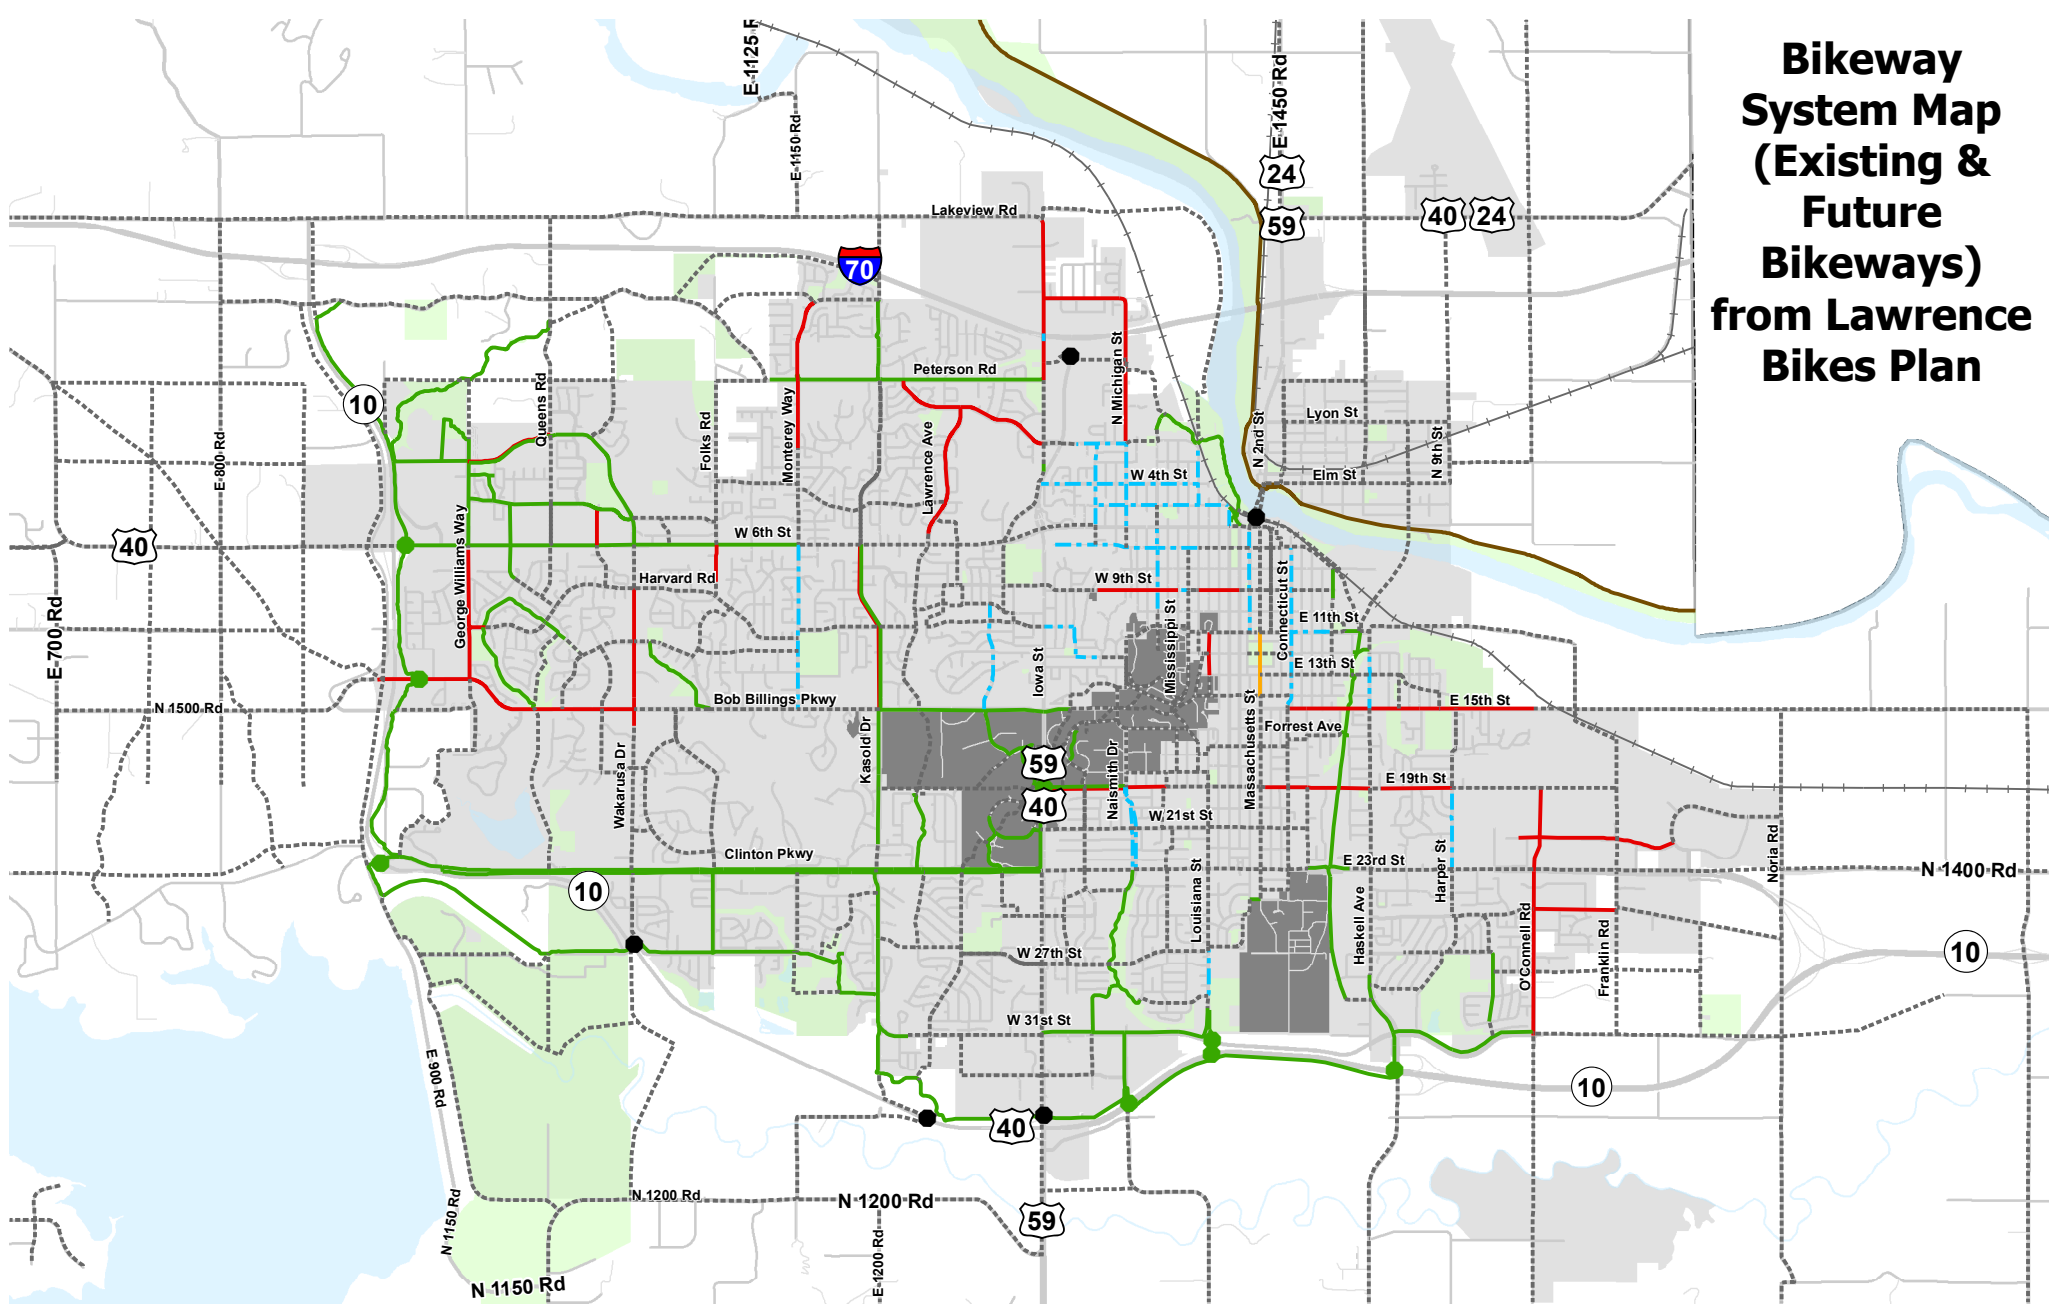 Bikeway
System Map
(Existing &
Future
Bikeways)
from Lawrence
Bikes Plan
E 1125 R
E 1450 Rd
E 1150 Rd
24
59
40
24
Lakeview Rd
70
10
Queens Rd
Folks Rd
Monterey Way
Peterson Rd
N Michigan St
Lawrence Ave
W 4th St
N 2nd St
Lyon St
Elm St
N 9th St
E 800 Rd
40
George Williams Way
W 6th St
Harvard Rd
W 9th St
Connecticut St
E 11th St
E 13th St
E 700 Rd
Iowa St
Mississippi St
N 1500 Rd
Bob Billings Pkwy
Massachusetts St
E 15th St
Forrest Ave
Wakarusa Dr
Kasold Dr
59
40
Naismith Dr
E 19th St
W 21st St
Clinton Pkwy
E 23rd St
Harper St
Noria Rd
N 1400 Rd
10
Louisiana St
Haskell Ave
O'Connell Rd
Franklin Rd
W 27th St
10
W 31st St
E 900 Rd
10
40
N 1150 Rd
N 1200 Rd
N 1200 Rd
59
E 1200 Rd
N 1150 Rd